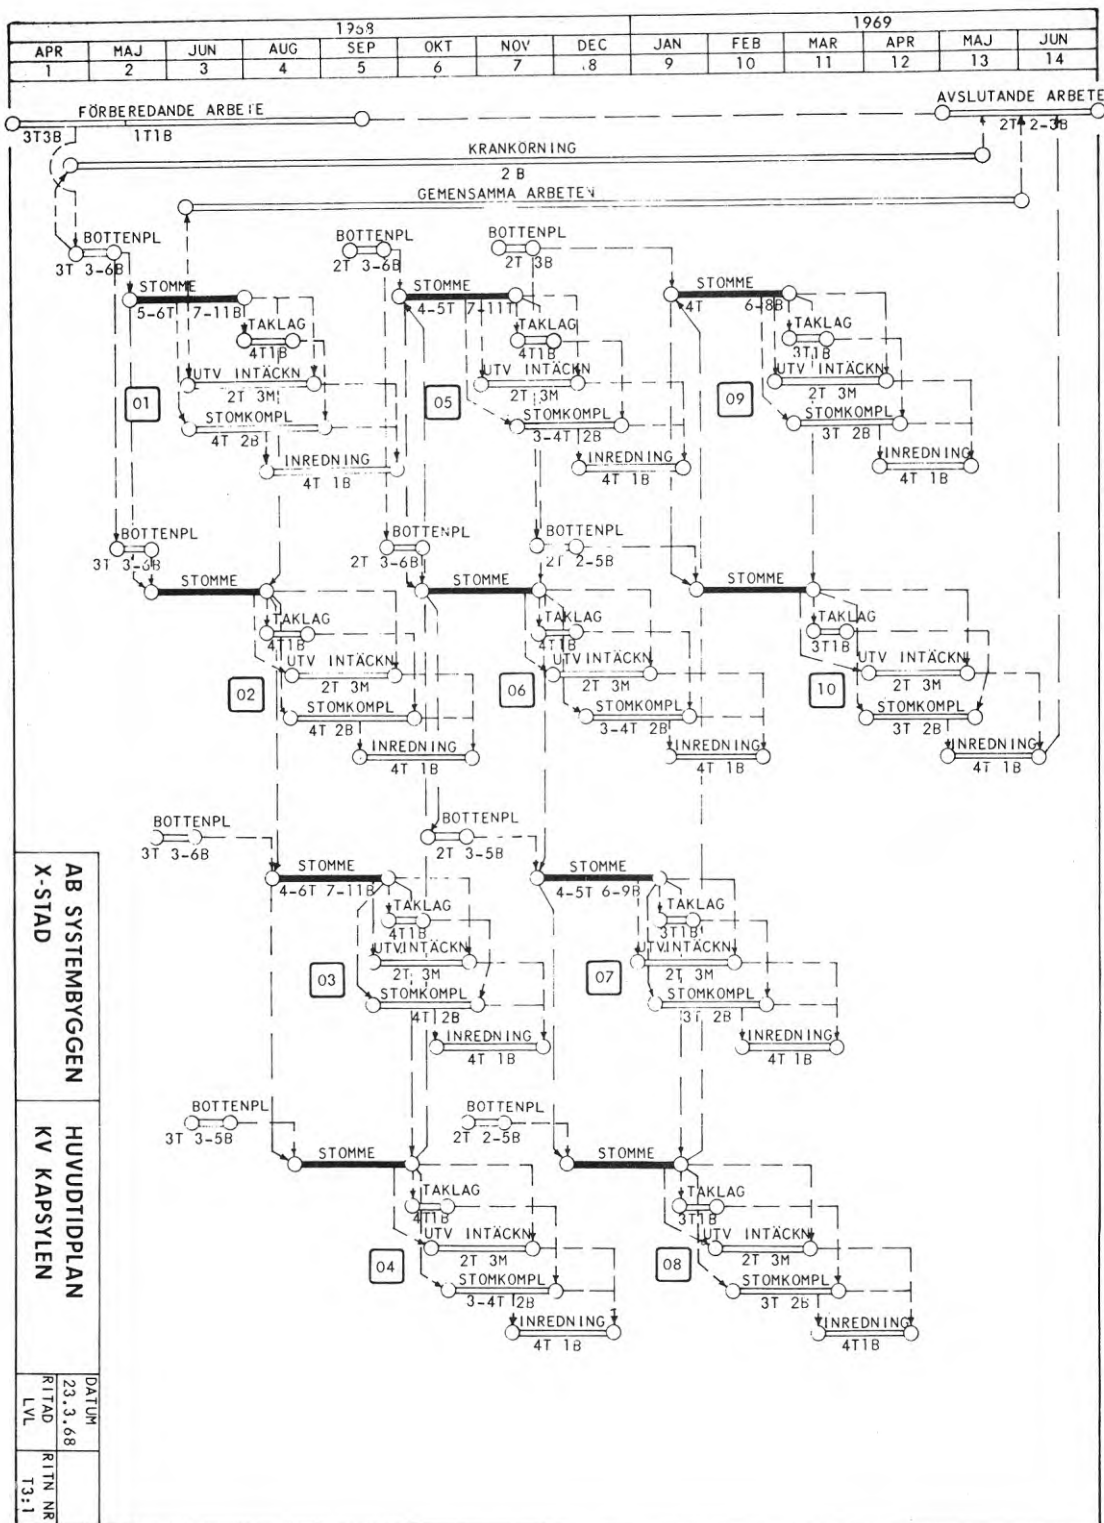 1958 1969
APR MAJ JUN AUG SEP OKT NOV DEC JAN FEB MAR APR MAJ JUN
1 2 3 4 5 6 7 8 9 10 11 12 13 14
FÖRBEREDANDE ARBETE
AVSLUTANDE ARBETE
3T3B 1T1B
2T 2-3B
KRANKÖRNING
2 B
GEMENSAMMA ARBETEN
BOTTENPL
3T 3-6B
STOMME
5-6T 7-11B
TAKLAG
4T1B
UTV INTÄCKN
2T 3M
01
STOMKOMPL
4T 2B
INREDNING
4T 1B
BOTTENPL
2T 3-6B
STOMME
4-5T 7-11T
TAKLAG
4T1B
UTV INTÄCKN
2T 3M
05
STOMKOMPL
3-4T 2B
INREDNING
4T 1B
BOTTENPL
2T 3B
STOMME
4T 6-8B
TAKLAG
3T1B
UTV INTÄCKN
2T 3M
09
STOMKOMPL
3T 2B
INREDNING
4T 1B
BOTTENPL
3T 3-6B
STOMME
TAKLAG
4T1B
UTV INTÄCKN
2T 3M
02
STOMKOMPL
4T 2B
INREDNING
4T 1B
BOTTENPL
2T 3-6B
STOMME
TAKLAG
4T1B
UTV INTÄCKN
2T 3M
06
STOMKOMPL
3-4T 2B
INREDNING
4T 1B
BOTTENPL
2T 2-5B
STOMME
TAKLAG
3T1B
UTV INTÄCKN
2T 3M
10
STOMKOMPL
3T 2B
INREDNING
4T 1B
BOTTENPL
3T 3-6B
STOMME
4-6T 7-11B
TAKLAG
4T1B
UTV INTÄCKN
2T 3M
03
STOMKOMPL
4T 2B
INREDNING
4T 1B
BOTTENPL
2T 3-5B
STOMME
4-5T 6-9B
TAKLAG
3T1B
UTV INTÄCKN
2T 3M
07
STOMKOMPL
3T 2B
INREDNING
4T 1B
BOTTENPL
3T 3-5B
STOMME
TAKLAG
4T1B
UTV INTÄCKN
2T 3M
04
STOMKOMPL
3-4T 2B
INREDNING
4T 1B
BOTTENPL
2T 2-5B
STOMME
TAKLAG
3T1B
UTV INTÄCKN
2T 3M
08
STOMKOMPL
3T 2B
INREDNING
4T1B
AB SYSTEMBYGGEN
X-STAD
HUVUDTIDPLAN
KV KAPSYLEN
DATUM
23.3.68
RITAD
LVL
RITN NR
T3:1